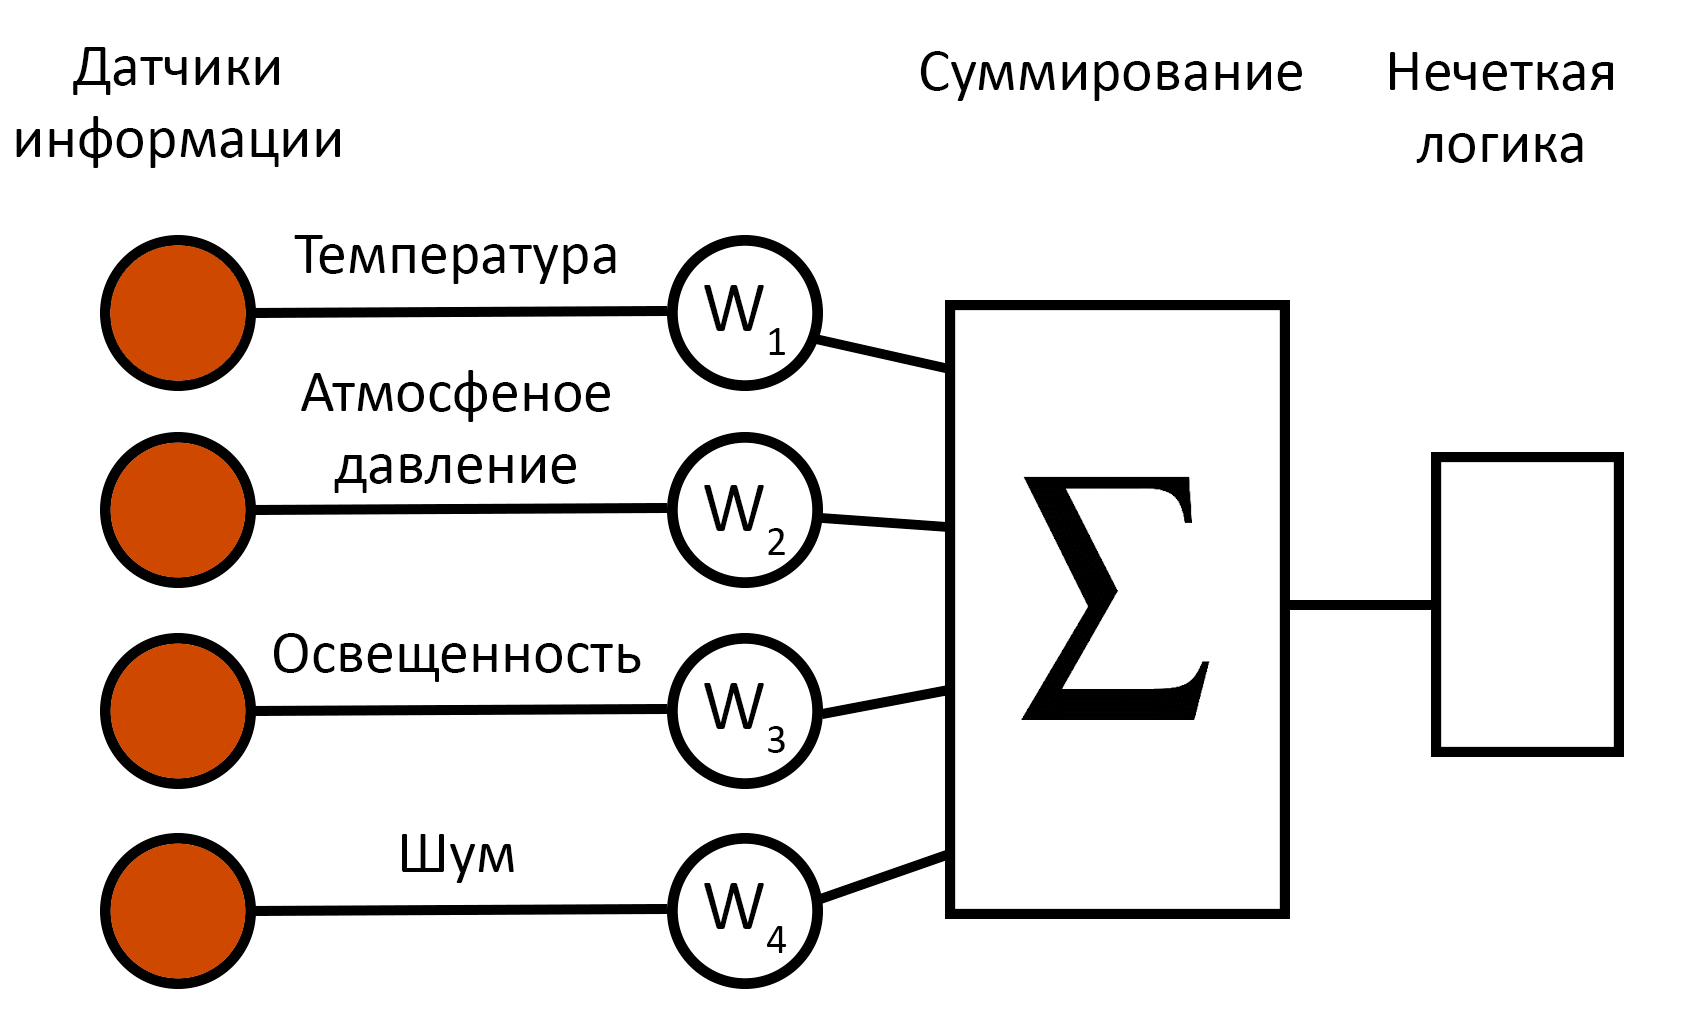 Датчики
информации
Суммирование
Нечеткая
логика
Температура
W1
Атмосфеное
давление
W2
Освещенность
W3
Шум
W4
Σ